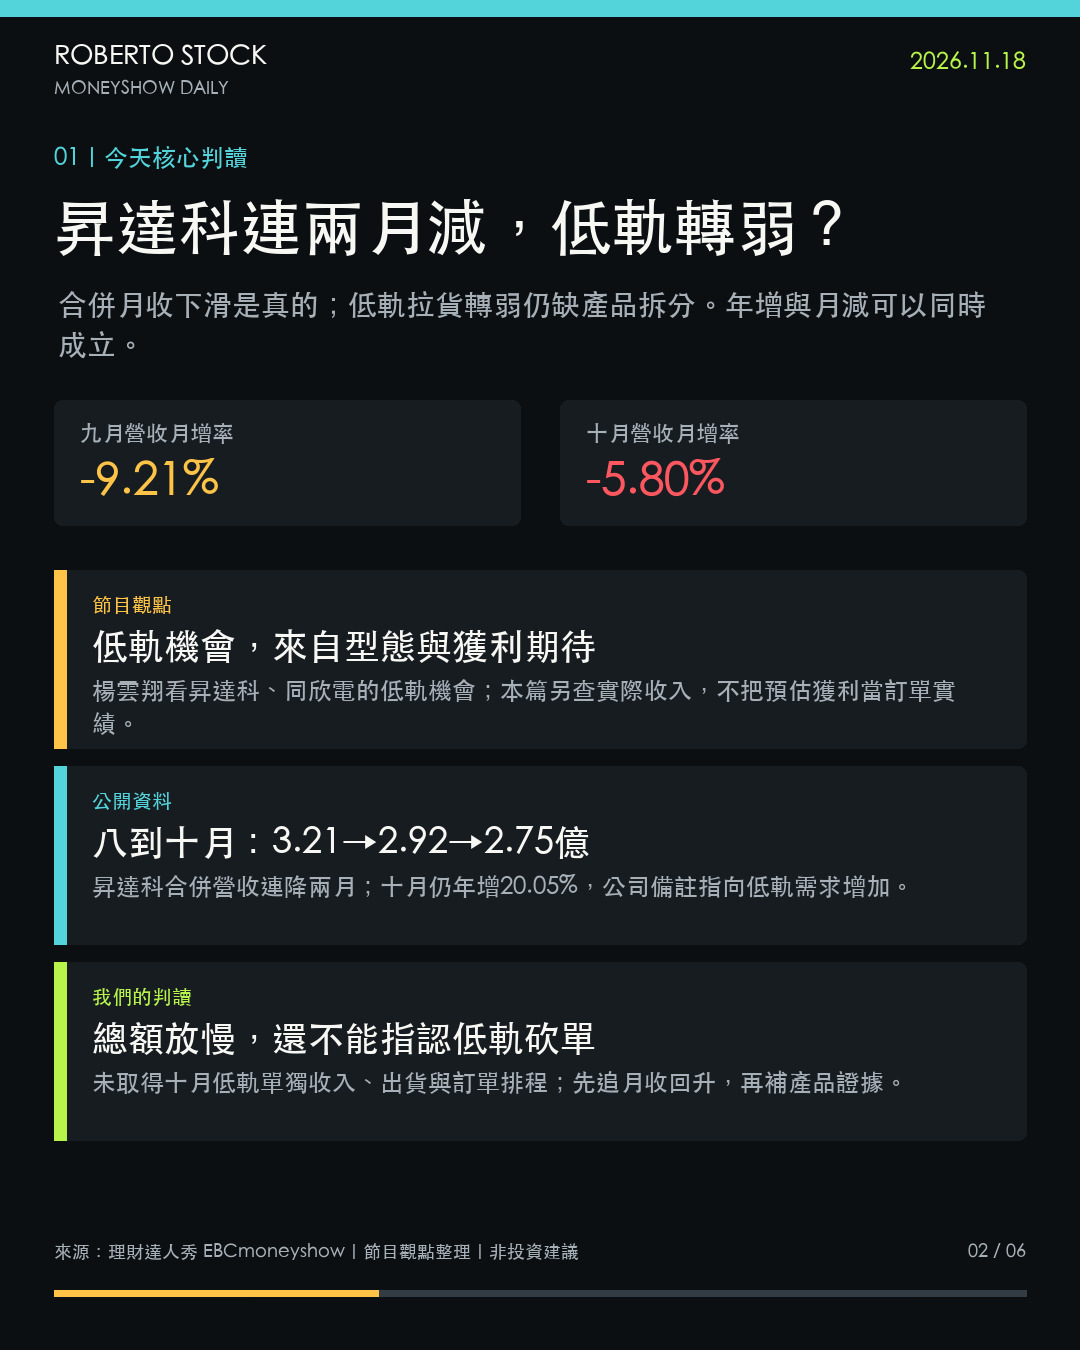 ROBERTO STOCK
MONEYSHOW DAILY
2026.11.18
01｜今天核心判讀
昇達科連兩月減，低軌轉弱？
合併月收下滑是真的；低軌拉貨轉弱仍缺產品拆分。年增與月減可以同時
成立。
九月營收月增率
-9.21%
十月營收月增率
-5.80%
節目觀點
低軌機會，來自型態與獲利期待
楊雲翔看昇達科、同欣電的低軌機會；本篇另查實際收入，不把預估獲利當訂單實
績。
公開資料
八到十月：3.21→2.92→2.75億
昇達科合併營收連降兩月；十月仍年增20.05%，公司備註指向低軌需求增加。
我們的判讀
總額放慢，還不能指認低軌砍單
未取得十月低軌單獨收入、出貨與訂單排程；先追月收回升，再補產品證據。
來源：理財達人秀 EBCmoneyshow｜節目觀點整理｜非投資建議
02 / 06